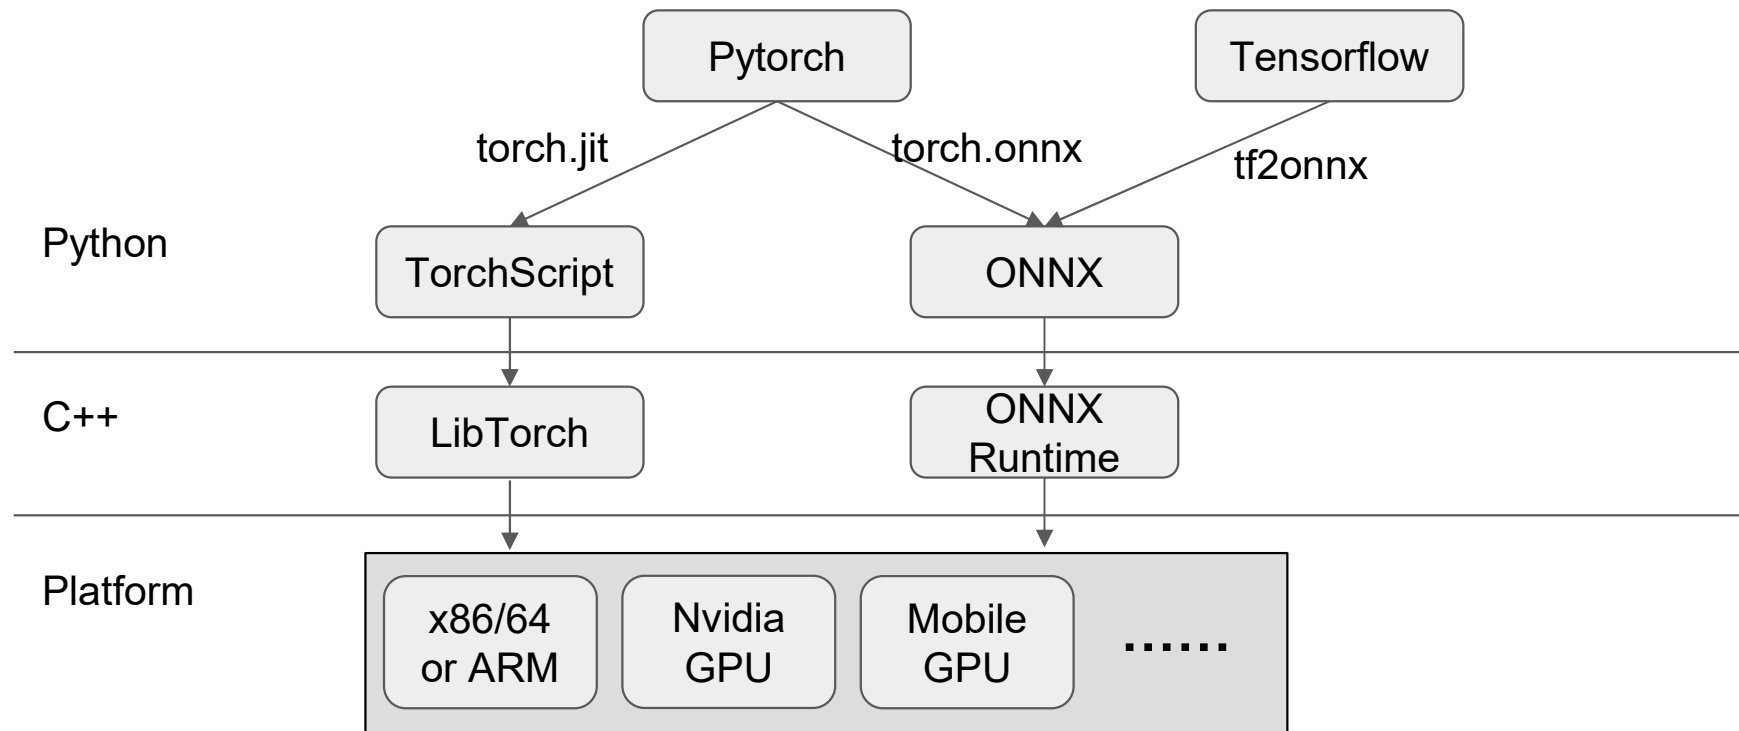 Pytorch
Tensorflow
torch.jit
torch.onnx
tf2onnx
Python
TorchScript
ONNX
C++
LibTorch
ONNX
Runtime
Platform
x86/64
or ARM
Nvidia
GPU
Mobile
GPU
......